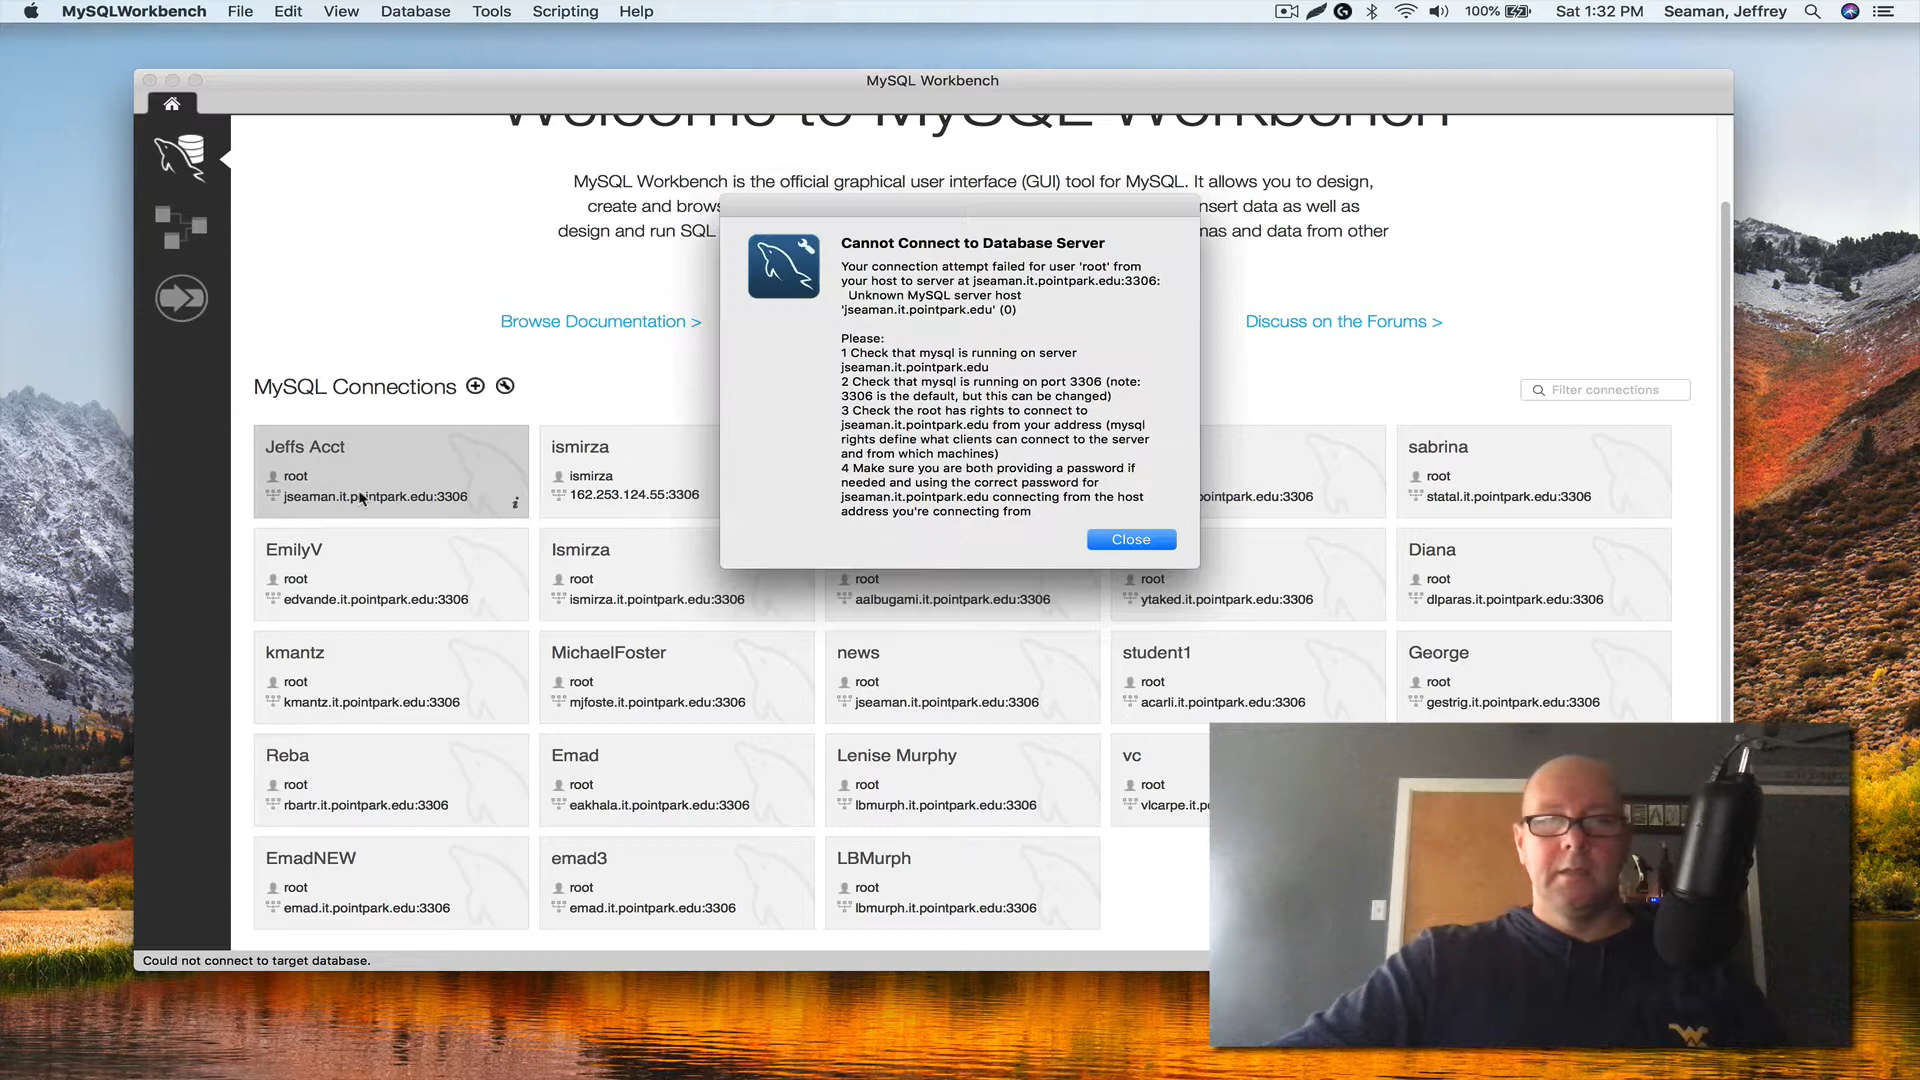 MySQLWorkbench File Edit View Database Tools Scripting Help 100% Sat 1:32 PM Seaman, Jeffrey
MySQL Workbench
Welcome to MySQL Workbench
MySQL Workbench is the official graphical user interface (GUI) tool for MySQL. It allows you to design,
create and brows
nsert data as well as
design and run SQL
mas and data from other
Cannot Connect to Database Server
Your connection attempt failed for user 'root' from
your host to server at jseaman.it.pointpark.edu:3306:
Unknown MySQL server host
'jseaman.it.pointpark.edu' (0)
Please:
1 Check that mysql is running on server
jseaman.it.pointpark.edu
2 Check that mysql is running on port 3306 (note:
3306 is the default, but this can be changed)
3 Check the root has rights to connect to
jseaman.it.pointpark.edu from your address (mysql
rights define what clients can connect to the server
and from which machines)
4 Make sure you are both providing a password if
needed and using the correct password for
jseaman.it.pointpark.edu connecting from the host
address you're connecting from
Close
Browse Documentation >
Discuss on the Forums >
MySQL Connections
Filter connections
Jeffs Acct
root
jseaman.it.pointpark.edu:3306
ismirza
ismirza
162.253.124.55:3306
ointpark.edu:3306
sabrina
root
statal.it.pointpark.edu:3306
EmilyV
root
edvande.it.pointpark.edu:3306
Ismirza
root
ismirza.it.pointpark.edu:3306
root
aalbugami.it.pointpark.edu:3306
root
ytaked.it.pointpark.edu:3306
Diana
root
dlparas.it.pointpark.edu:3306
kmantz
root
kmantz.it.pointpark.edu:3306
MichaelFoster
root
mjfoste.it.pointpark.edu:3306
news
root
jseaman.it.pointpark.edu:3306
student1
root
acarli.it.pointpark.edu:3306
George
root
gestrig.it.pointpark.edu:3306
Reba
root
rbartr.it.pointpark.edu:3306
Emad
root
eakhala.it.pointpark.edu:3306
Lenise Murphy
root
lbmurph.it.pointpark.edu:3306
vc
root
vlcarpe.it.p
EmadNEW
root
emad.it.pointpark.edu:3306
emad3
root
emad.it.pointpark.edu:3306
LBMurph
root
lbmurph.it.pointpark.edu:3306
Could not connect to target database.